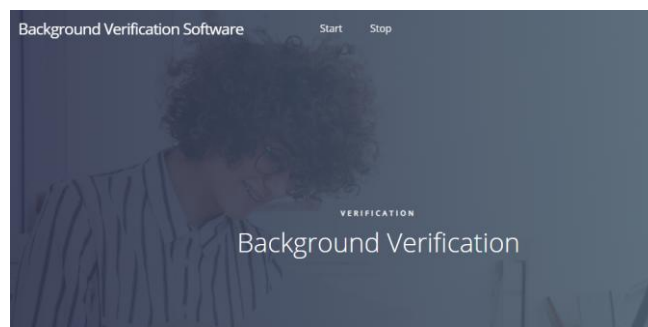 Background Verification Software Start Stop
VERIFICATION
Background Verification